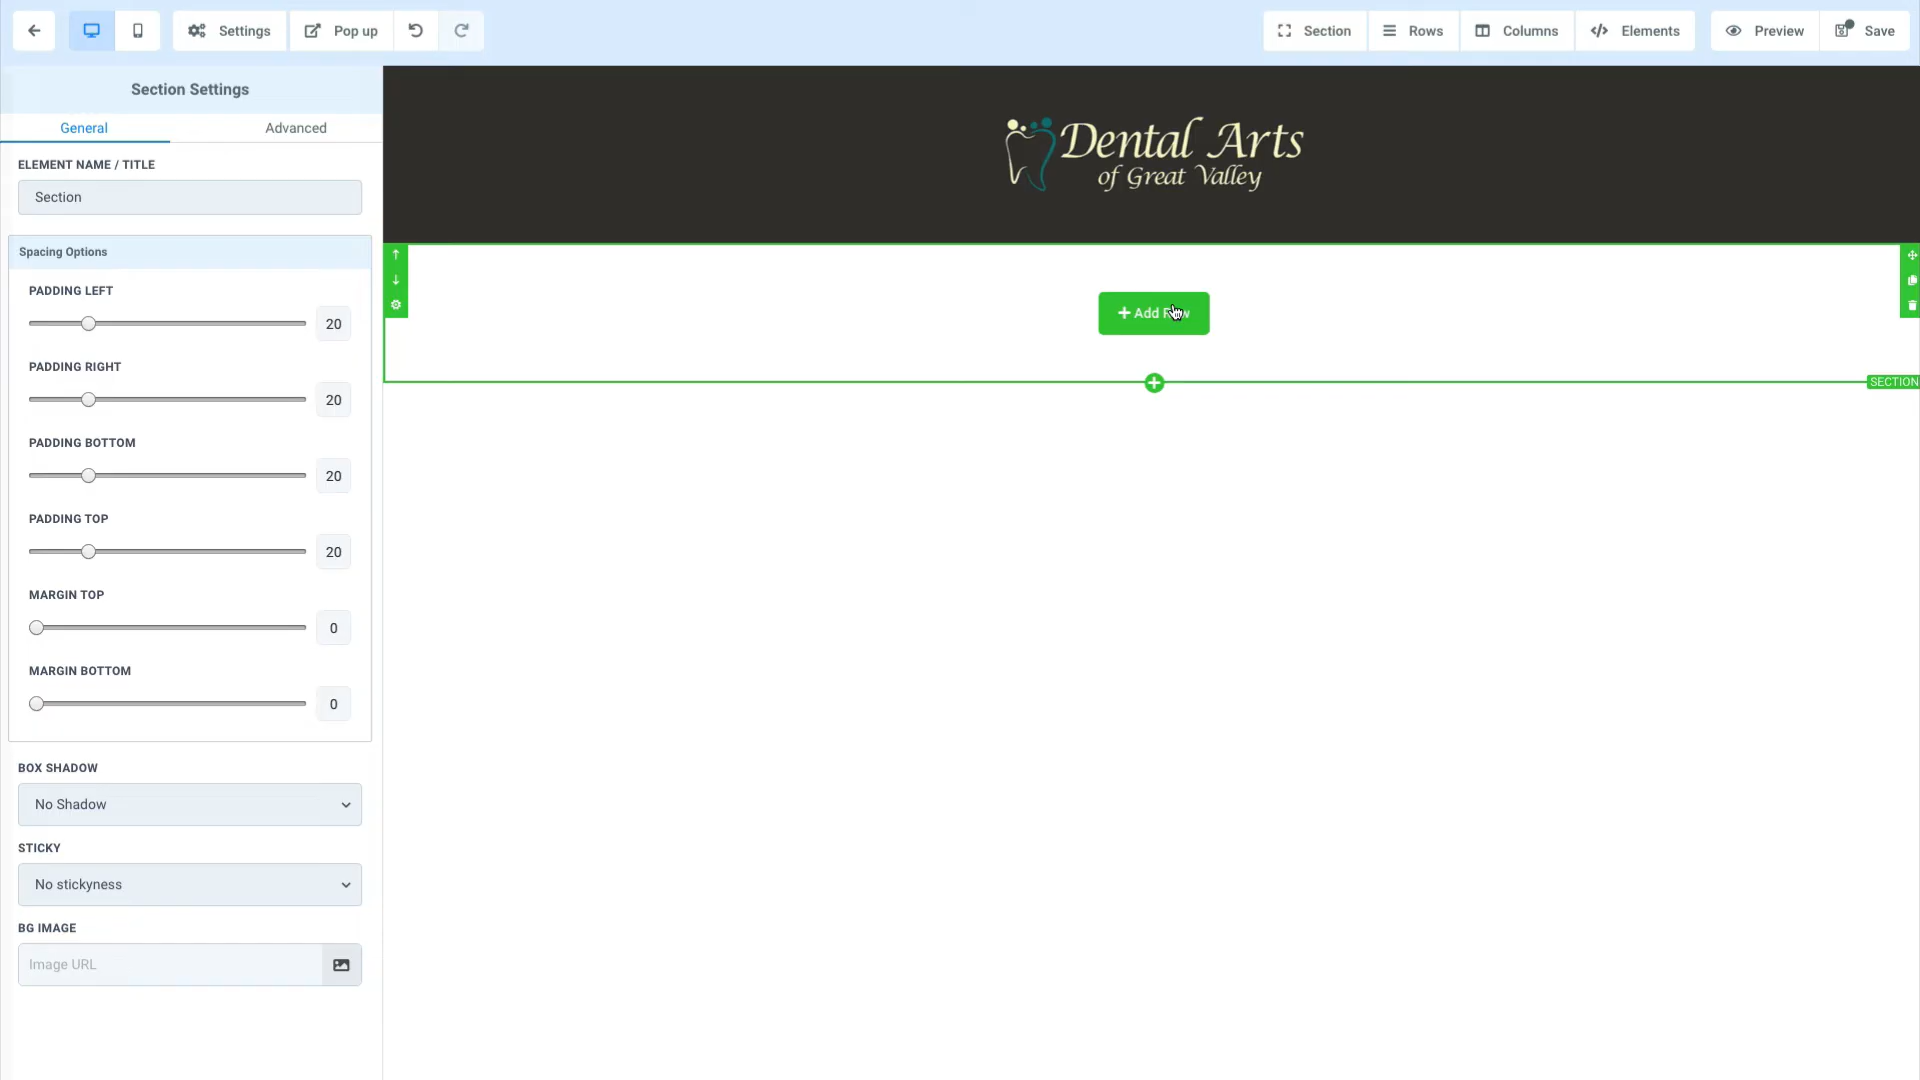 Settings
Pop up
Section
Rows
Columns
Elements
Preview
Save
Section Settings
General
Advanced
ELEMENT NAME / TITLE
Section
Spacing Options
PADDING LEFT
20
PADDING RIGHT
20
PADDING BOTTOM
20
PADDING TOP
20
MARGIN TOP
0
MARGIN BOTTOM
0
BOX SHADOW
No Shadow
STICKY
No stickyness
BG IMAGE
Image URL
Dental Arts
of Great Valley
Add
SECTION